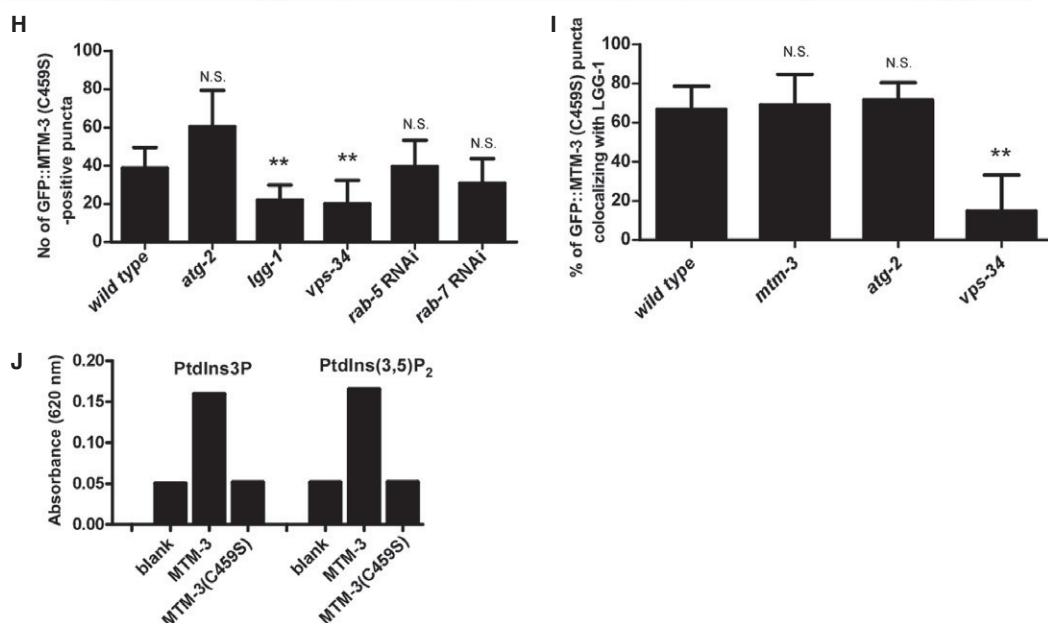 H
No of GFP::MTM-3 (C459S)
-positive puncta
100
80
60
40
20
0
N.S.
**
**
N.S.
N.S.
wild type
atg-2
lgg-1
vps-34
rab-5 RNAi
rab-7 RNAi
I
% of GFP::MTM-3 (C459S) puncta
colocalizing with LGG-1
100
80
60
40
20
0
N.S.
N.S.
**
wild type
mtm-3
atg-2
vps-34
J
Absorbance (620 nm)
0.20
0.15
0.10
0.05
0.00
PtdIns3P
PtdIns(3,5)P2
blank
MTM-3
MTM-3(C459S)
blank
MTM-3
MTM-3(C459S)